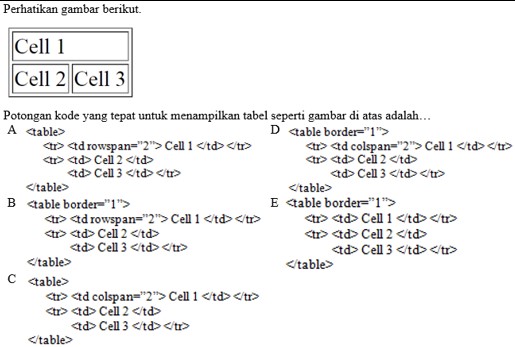 Perhatikan gambar berikut.
Cell 1
Cell 2 Cell 3
Potongan kode yang tepat untuk menampilkan tabel seperti gambar di atas adalah…
A <table>
<tr> <td rowspan=”2”> Cell 1 </td> </tr>
<tr> <td> Cell 2 </td>
<td> Cell 3 </td> </tr>
</table>
B <table border=”1”>
<tr> <td rowspan=”2”> Cell 1 </td> </tr>
<tr> <td> Cell 2 </td>
<td> Cell 3 </td> </tr>
</table>
C <table>
<tr> <td colspan=”2”> Cell 1 </td> </tr>
<tr> <td> Cell 2 </td>
<td> Cell 3 </td> </tr>
</table>
D <table border=”1”>
<tr> <td colspan=”2”> Cell 1 </td> </tr>
<tr> <td> Cell 2 </td>
<td> Cell 3 </td> </tr>
</table>
E <table border=”1”>
<tr> <td> Cell 1 </td> </tr>
<tr> <td> Cell 2 </td>
<td> Cell 3 </td> </tr>
</table>